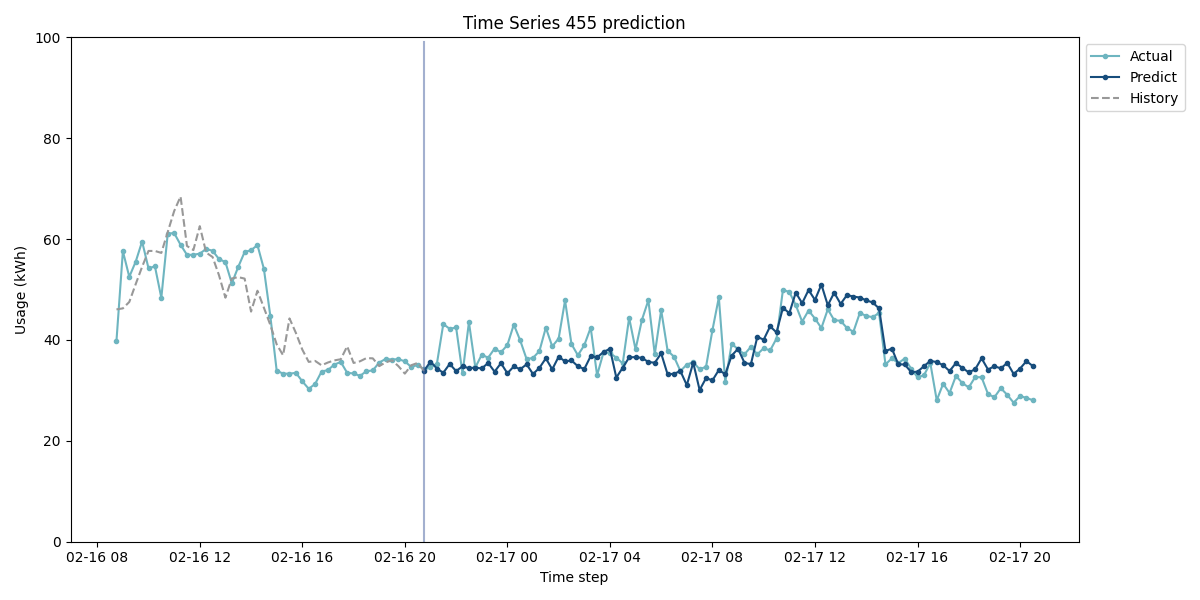 Time Series 455 prediction
100
80
60
40
20
0
Usage (kWh)
02-16 08 02-16 12 02-16 16 02-16 20 02-17 00 02-17 04 02-17 08 02-17 12 02-17 16 02-17 20
Time step
Actual
Predict
History